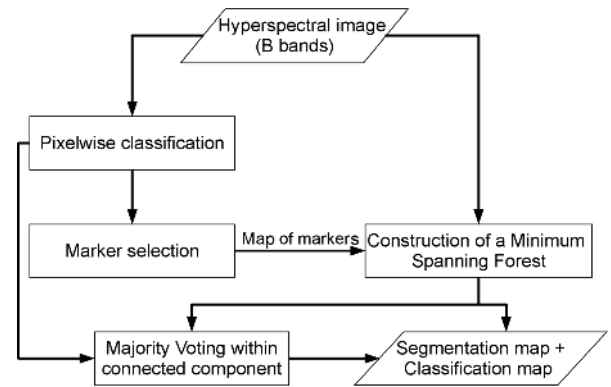 Hyperspectral image
(B bands)
Pixelwise classification
Marker selection
Map of markers
Construction of a Minimum
Spanning Forest
Majority Voting within
connected component
Segmentation map +
Classification map